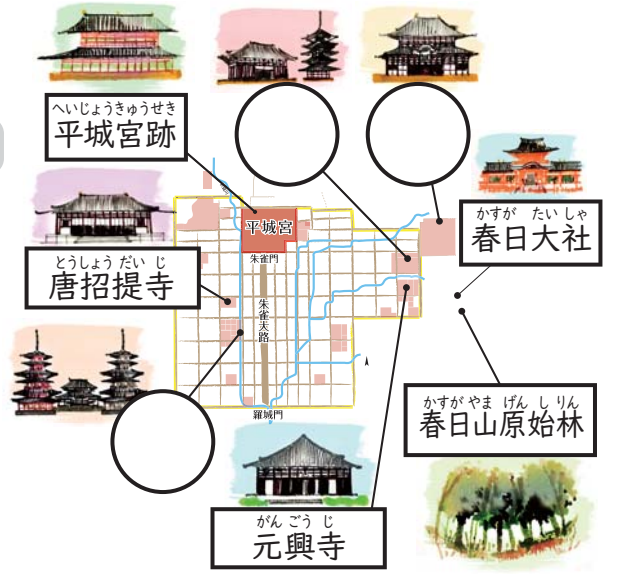 へいじょうきゅうせき
平城宮跡
かすが たいしゃ
春日大社
平城宮
朱雀門
とうしょうだいじ
唐招提寺
朱雀大路
羅城門
かすがやまげんしりん
春日山原始林
がんごうじ
元興寺